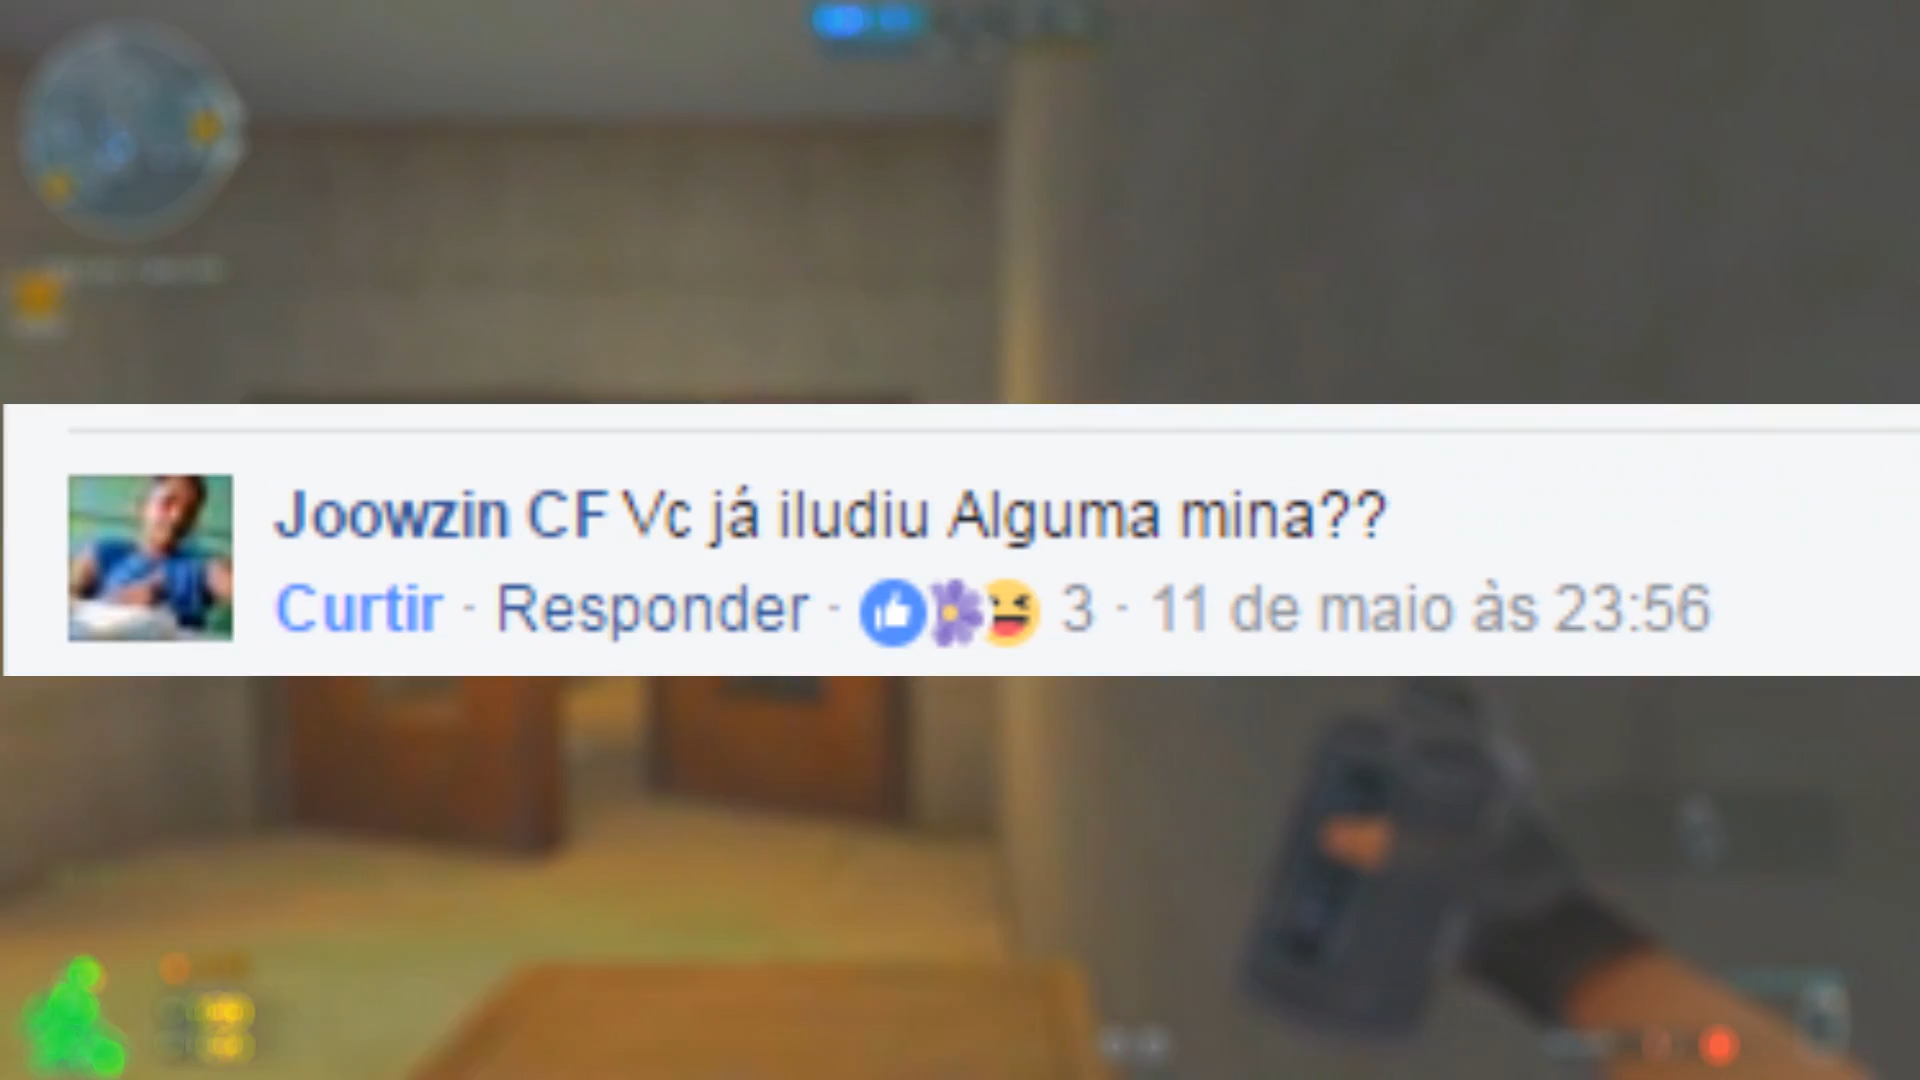 Joowzin CF Vc já iludiu Alguma mina??
Curtir · Responder · 3 · 11 de maio às 23:56